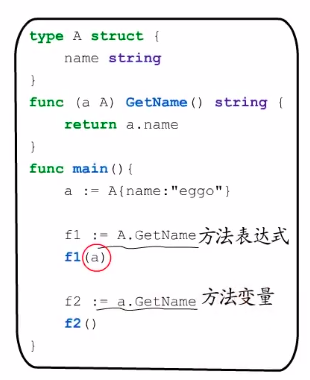 type A struct {
    name string
}
func (a A) GetName() string {
    return a.name
}
func main(){
    a := A{name:"eggo"}
    f1 := A.GetName 方法表达式
    f1(a)
    f2 := a.GetName 方法变量
    f2()
}